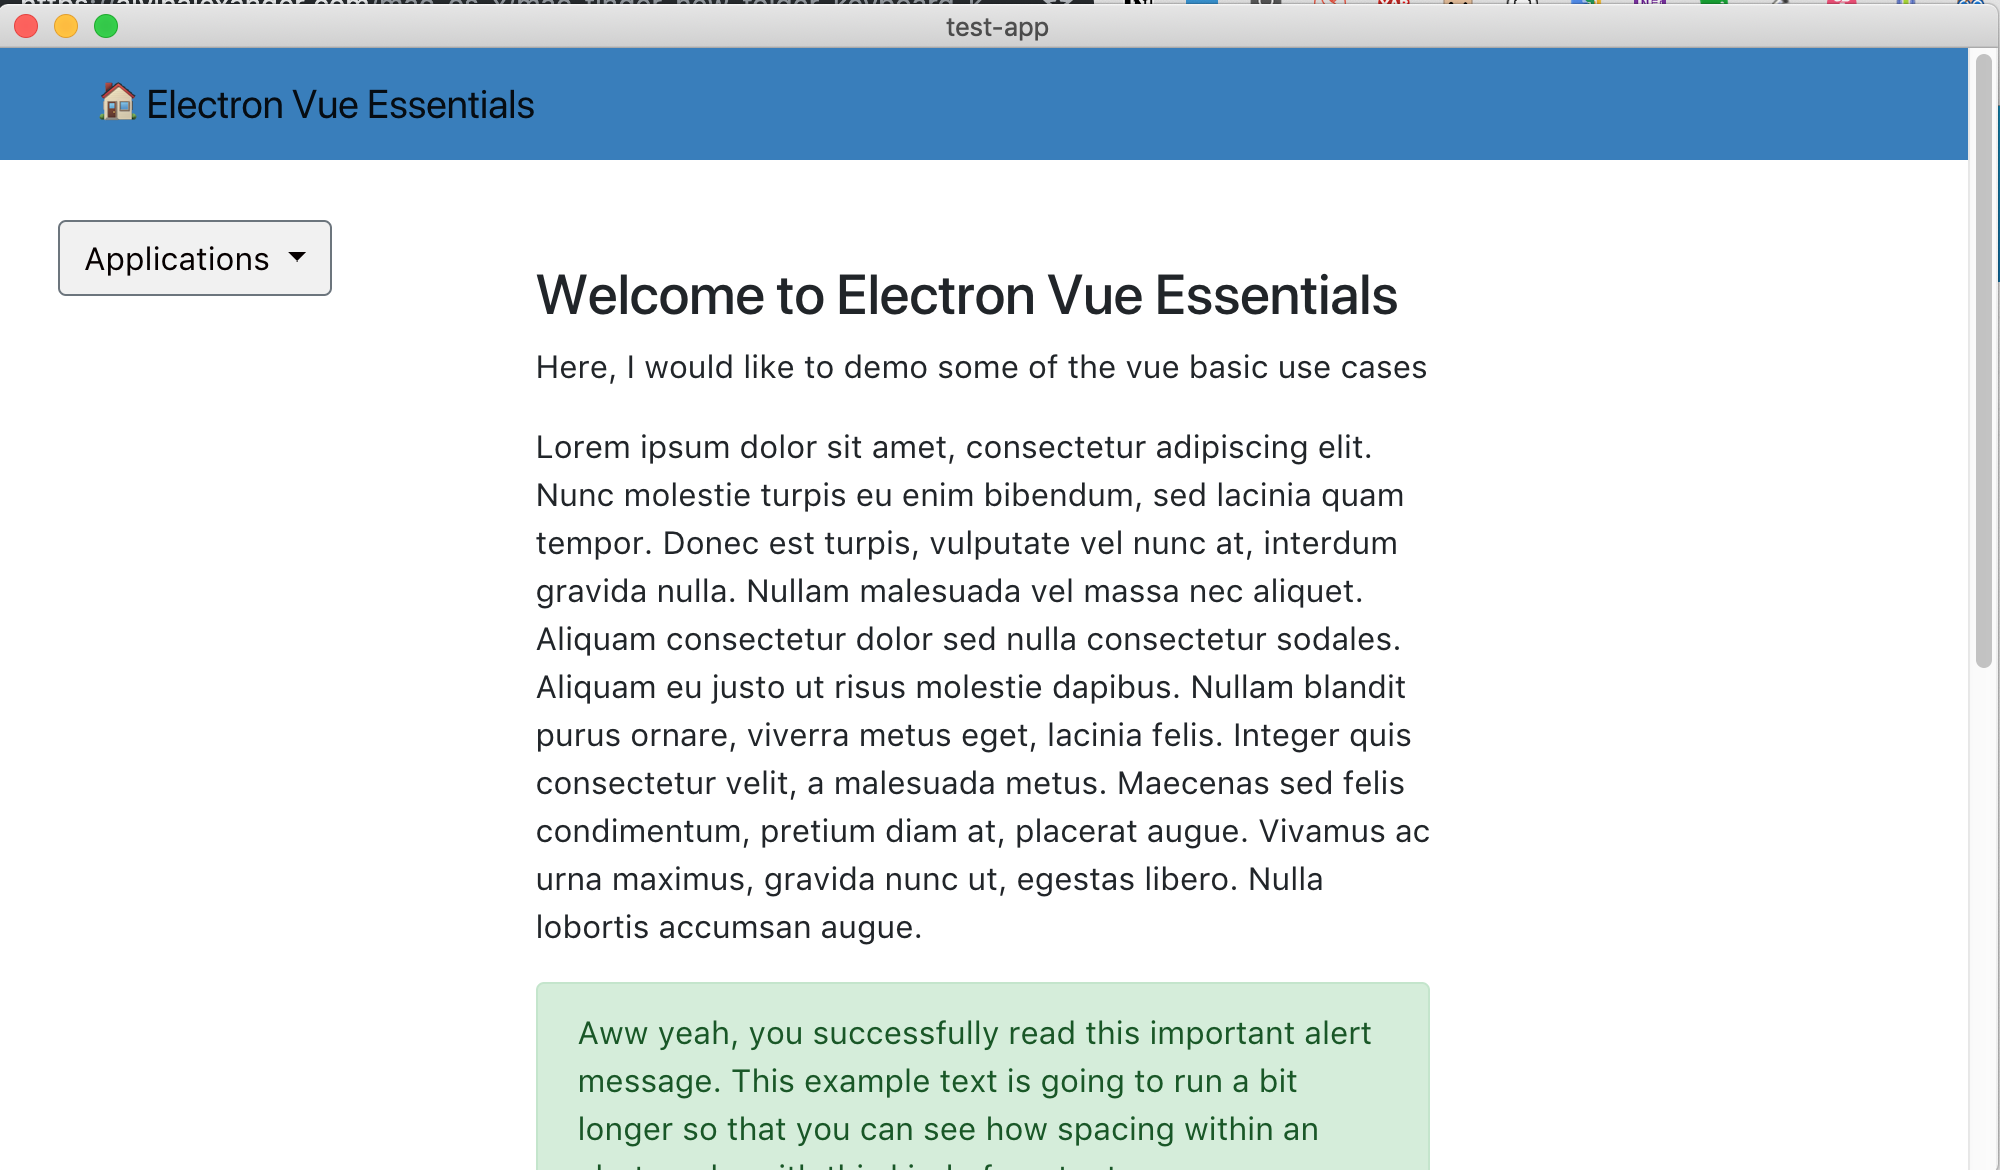 test-app
🏠 Electron Vue Essentials
Applications
Welcome to Electron Vue Essentials
Here, I would like to demo some of the vue basic use cases
Lorem ipsum dolor sit amet, consectetur adipiscing elit.
Nunc molestie turpis eu enim bibendum, sed lacinia quam
tempor. Donec est turpis, vulputate vel nunc at, interdum
gravida nulla. Nullam malesuada vel massa nec aliquet.
Aliquam consectetur dolor sed nulla consectetur sodales.
Aliquam eu justo ut risus molestie dapibus. Nullam blandit
purus ornare, viverra metus eget, lacinia felis. Integer quis
consectetur velit, a malesuada metus. Maecenas sed felis
condimentum, pretium diam at, placerat augue. Vivamus ac
urna maximus, gravida nunc ut, egestas libero. Nulla
lobortis accumsan augue.
Aww yeah, you successfully read this important alert
message. This example text is going to run a bit
longer so that you can see how spacing within an